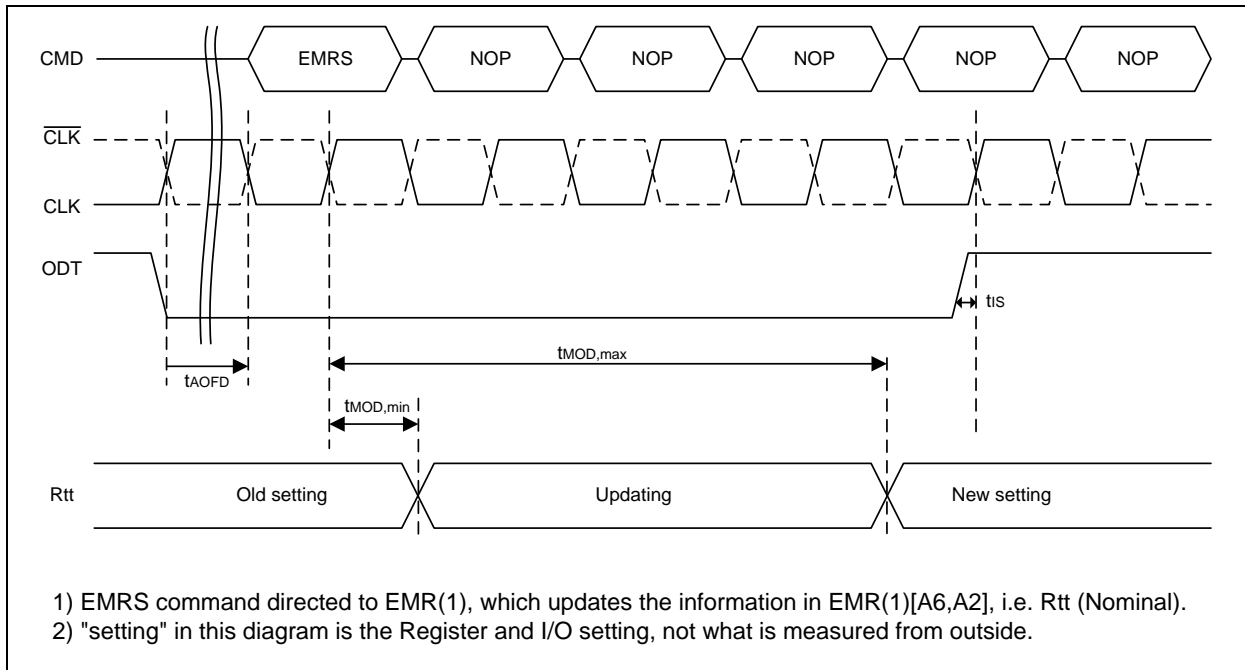 CMD EMRS NOP NOP NOP NOP NOP
CLK
CLK
ODT
tIS
tMOD,max
tAOFD
tMOD,min
Rtt Old setting Updating New setting
1) EMRS command directed to EMR(1), which updates the information in EMR(1)[A6,A2], i.e. Rtt (Nominal).
2) "setting" in this diagram is the Register and I/O setting, not what is measured from outside.